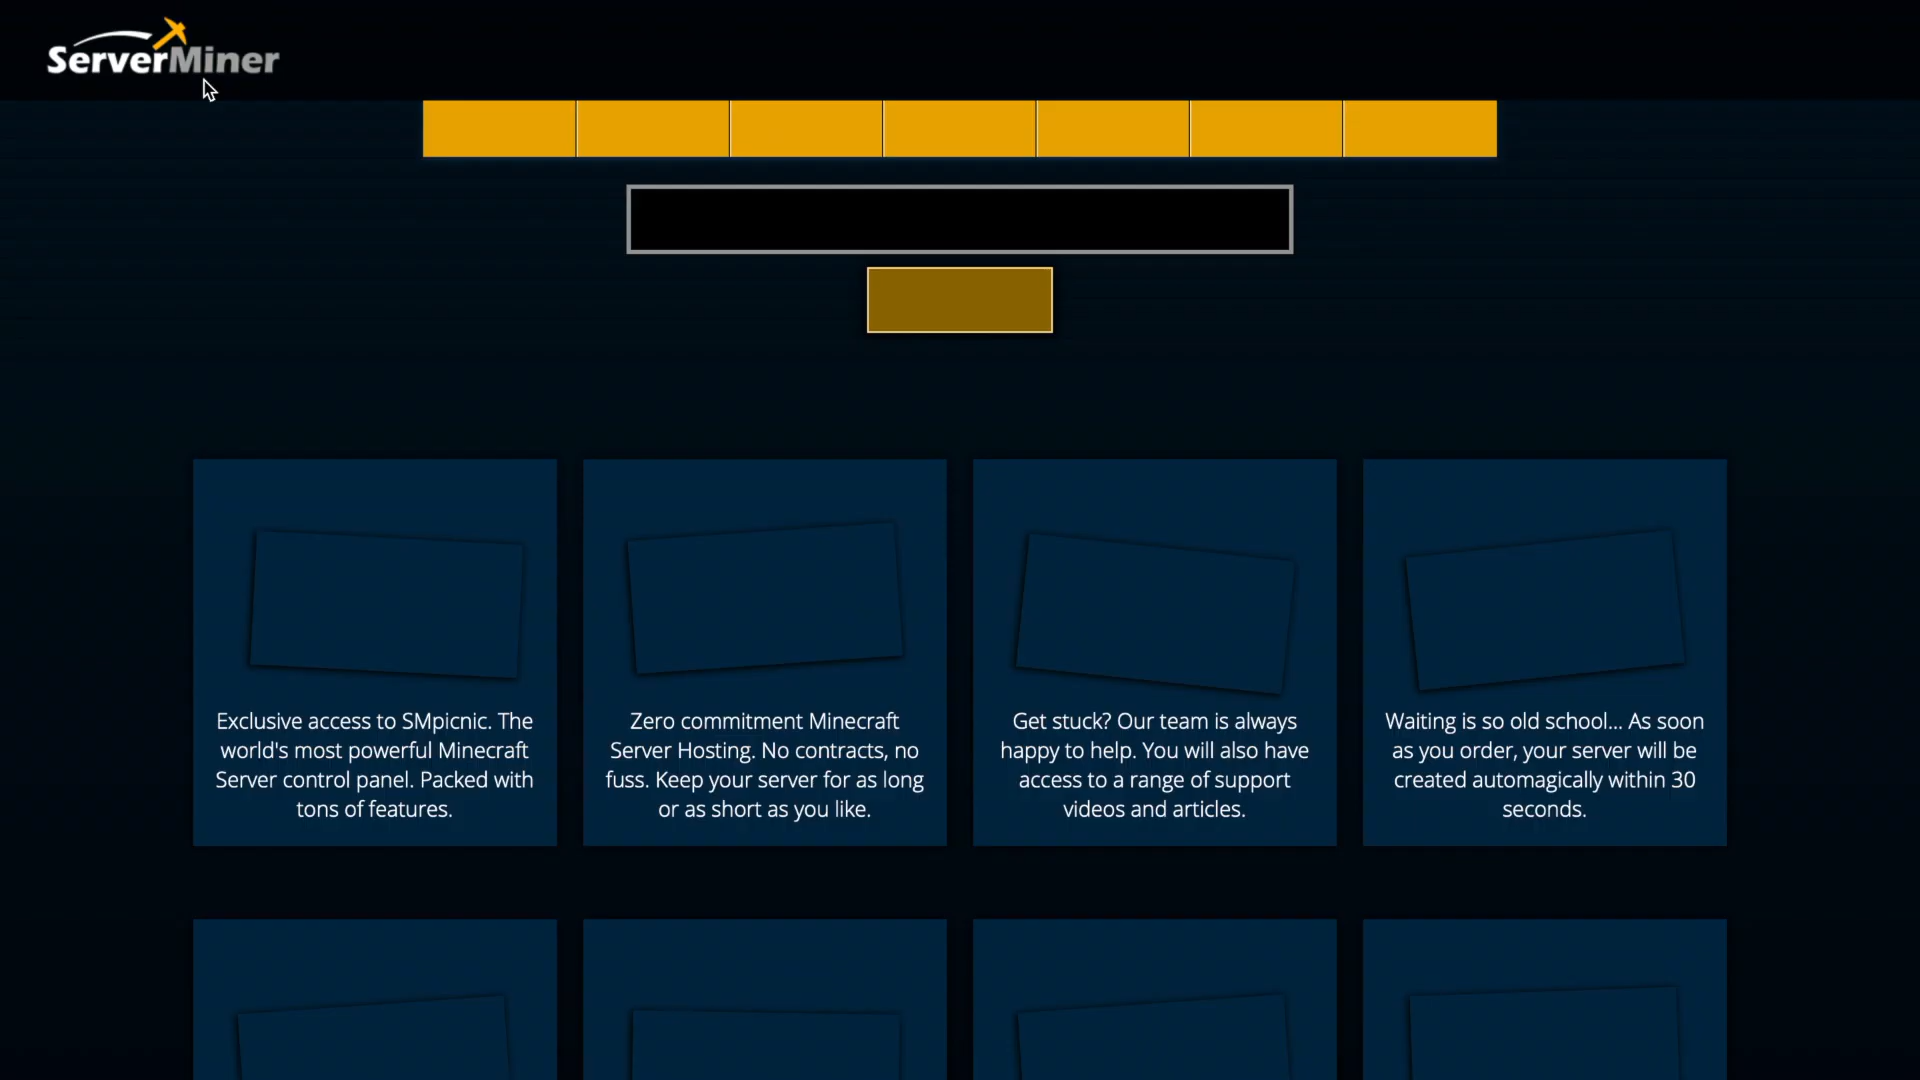 ServerMiner
Exclusive access to SMpicnic. The
world's most powerful Minecraft
Server control panel. Packed with
tons of features.
Zero commitment Minecraft
Server Hosting. No contracts, no
fuss. Keep your server for as long
or as short as you like.
Get stuck? Our team is always
happy to help. You will also have
access to a range of support
videos and articles.
Waiting is so old school... As soon
as you order, your server will be
created automagically within 30
seconds.